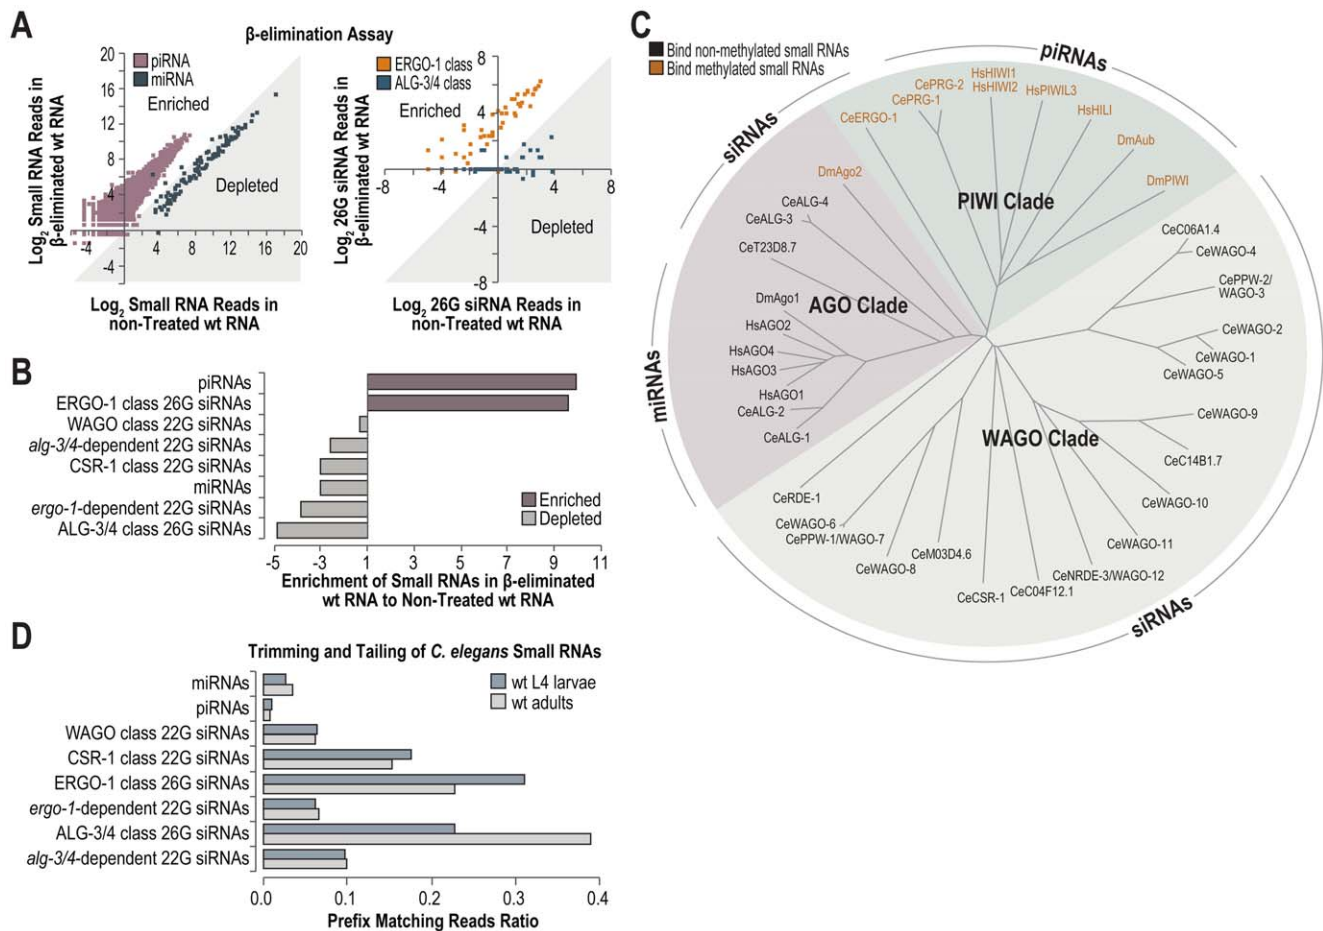 A
β-elimination Assay
Log2 Small RNA Reads in
β-eliminated wt RNA
20
16
12
8
4
-4
-4
4
8
12
16
20
piRNA
miRNA
Enriched
Depleted
Log2 Small RNA Reads in
non-Treated wt RNA
Log2 26G siRNA Reads in
β-eliminated wt RNA
8
4
-4
-8
-8
-4
4
8
ERGO-1 class
ALG-3/4 class
Enriched
Depleted
Log2 26G siRNA Reads in
non-Treated wt RNA
B
piRNAs
ERGO-1 class 26G siRNAs
WAGO class 22G siRNAs
alg-3/4-dependent 22G siRNAs
CSR-1 class 22G siRNAs
miRNAs
ergo-1-dependent 22G siRNAs
ALG-3/4 class 26G siRNAs
Enriched
Depleted
-5 -3 1 3 5 7 9 11
Enrichment of Small RNAs in β-eliminated
wt RNA to Non-Treated wt RNA
C
Bind non-methylated small RNAs
Bind methylated small RNAs
piRNAs
siRNAs
miRNAs
siRNAs
PIWI Clade
AGO Clade
WAGO Clade
CeERGO-1
CePRG-1
CePRG-2
HsHIWI1
HsHIWI2
HsPIWIL3
HsHILI
DmAub
DmPIWI
DmAgo2
CeALG-4
CeALG-3
CeT23D8.7
DmAgo1
HsAGO2
HsAGO4
HsAGO3
HsAGO1
CeALG-2
CeALG-1
CeC06A1.4
CeWAGO-4
CePPW-2/
WAGO-3
CeWAGO-2
CeWAGO-1
CeWAGO-5
CeWAGO-9
CeC14B1.7
CeWAGO-10
CeWAGO-11
CeNRDE-3/WAGO-12
CeC04F12.1
CeCSR-1
CeM03D4.6
CeWAGO-8
CePPW-1/WAGO-7
CeWAGO-6
CeRDE-1
D
Trimming and Tailing of C. elegans Small RNAs
wt L4 larvae
wt adults
miRNAs
piRNAs
WAGO class 22G siRNAs
CSR-1 class 22G siRNAs
ERGO-1 class 26G siRNAs
ergo-1-dependent 22G siRNAs
ALG-3/4 class 26G siRNAs
alg-3/4-dependent 22G siRNAs
0.0 0.1 0.2 0.3 0.4
Prefix Matching Reads Ratio